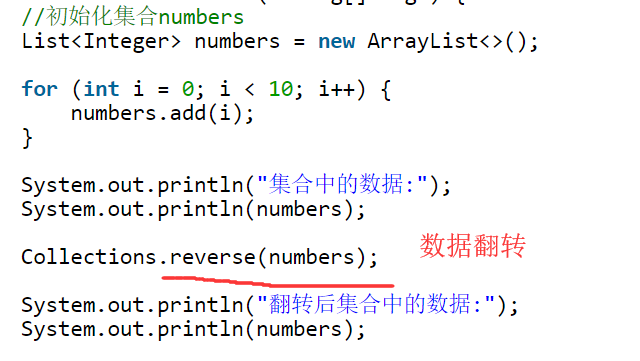 //初始化集合numbers
List<Integer> numbers = new ArrayList<>();
for (int i = 0; i < 10; i++) {
numbers.add(i);
}
System.out.println("集合中的数据:");
System.out.println(numbers);
Collections.reverse(numbers);
数据翻转
System.out.println("翻转后集合中的数据:");
System.out.println(numbers);